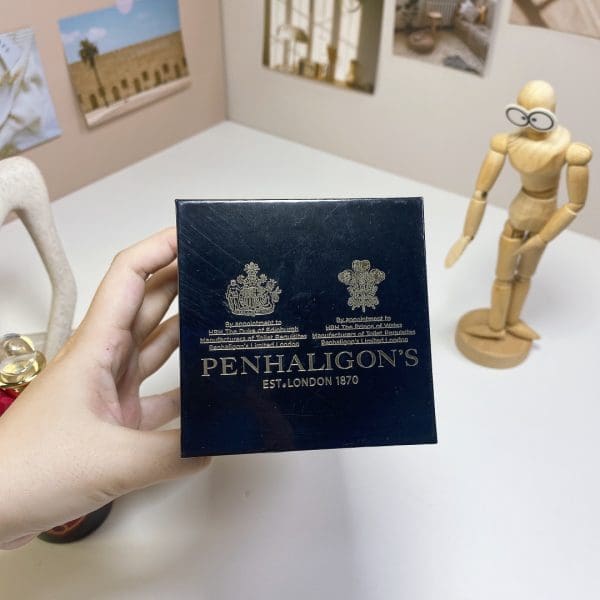 By appointment to
HRH The Duke of Edinburgh
Manufacturers of Toilet Requisites
Penhaligon's Limited London
By appointment to
HRH The Prince of Wales
Manufacturers of Toilet Requisites
Penhaligon's Limited London
PENHALIGON'S
EST. LONDON 1870